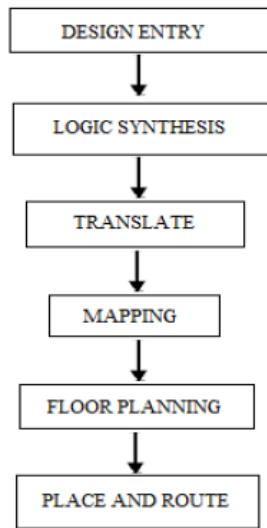 DESIGN ENTRY
LOGIC SYNTHESIS
TRANSLATE
MAPPING
FLOOR PLANNING
PLACE AND ROUTE